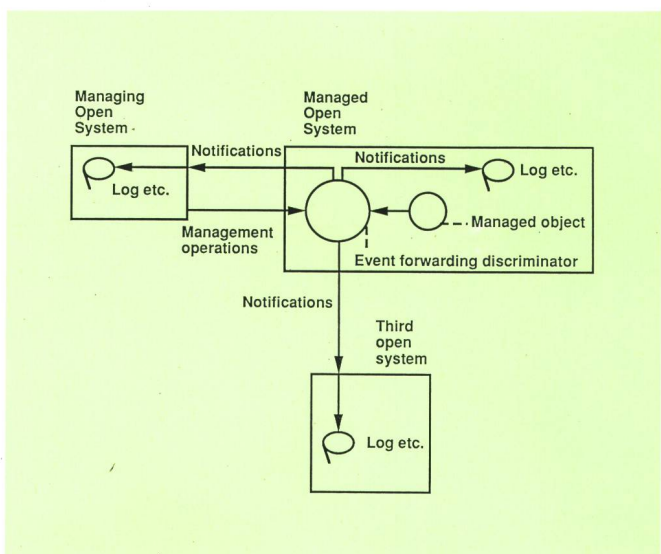 Managing
Open
System
Managed
Open
System
Notifications
Notifications
Log etc.
Log etc.
Managed object
Management
operations
Event forwarding discriminator
Notifications
Third
open
system
Log etc.